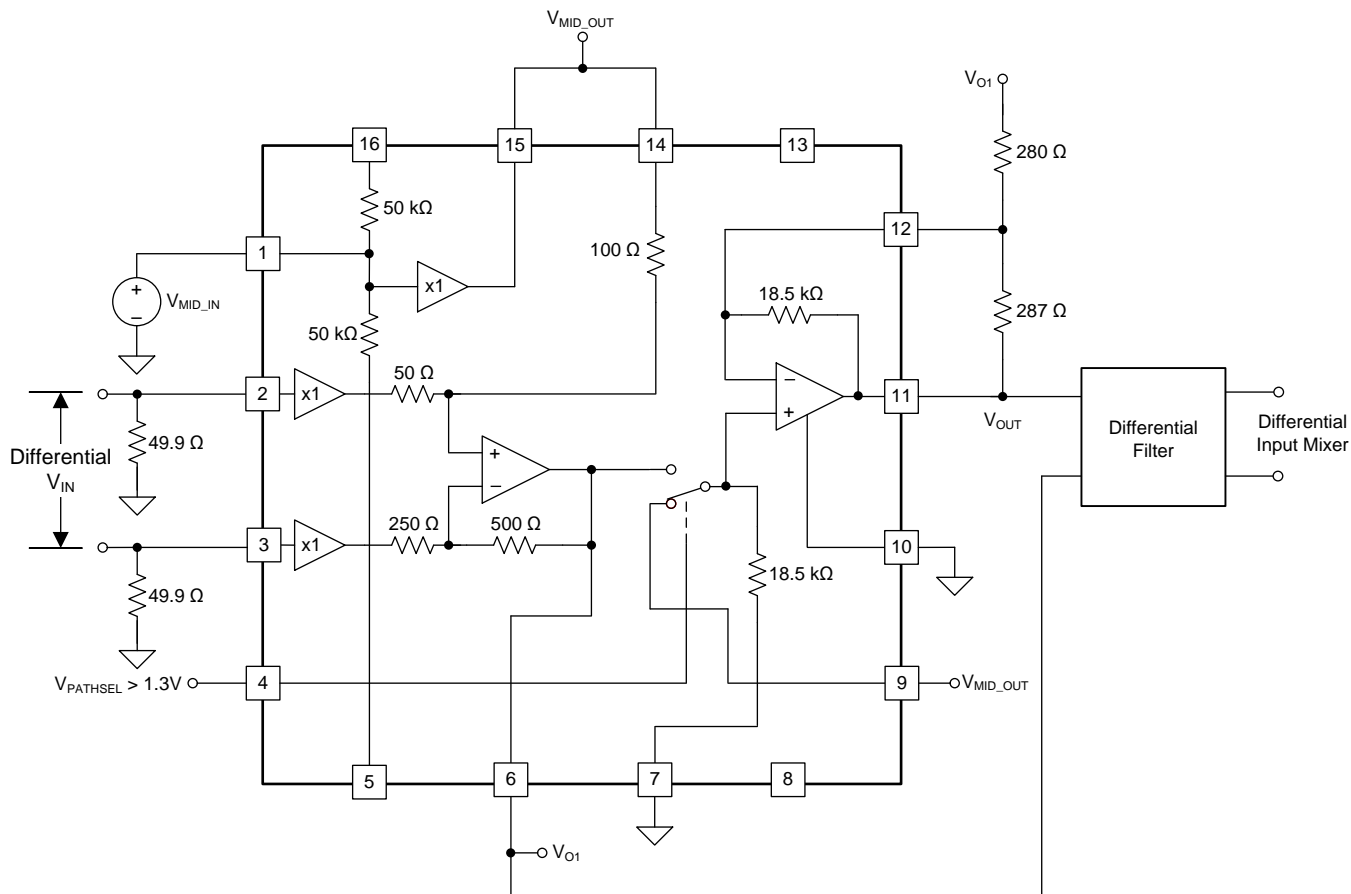 V_MID_OUT
V_O1
16
15
14
13
280 Ω
50 kΩ
12
1
100 Ω
x1
18.5 kΩ
+
−
V_MID_IN
287 Ω
50 kΩ
50 Ω
2
x1
−
+
11
V_OUT
Differential
Filter
Differential
Input Mixer
49.9 Ω
Differential
V_IN
+
−
250 Ω
500 Ω
3
x1
10
18.5 kΩ
49.9 Ω
V_PATHSEL > 1.3V
4
9
V_MID_OUT
5
6
7
8
V_O1